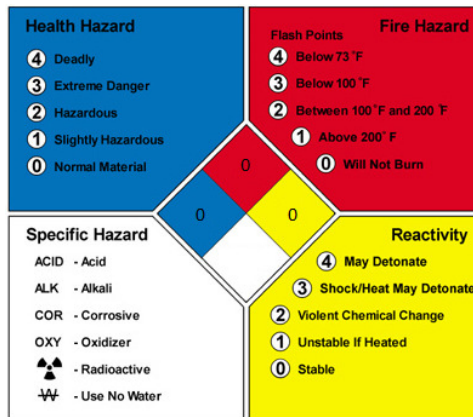 Health Hazard
4 Deadly
3 Extreme Danger
2 Hazardous
1 Slightly Hazardous
0 Normal Material
Fire Hazard
Flash Points
4 Below 73°F
3 Below 100°F
2 Between 100°F and 200°F
1 Above 200°F
0 Will Not Burn
0
0
0
Specific Hazard
ACID - Acid
ALK - Alkali
COR - Corrosive
OXY - Oxidizer
- Radioactive
W - Use No Water
Reactivity
4 May Detonate
3 Shock/Heat May Detonate
2 Violent Chemical Change
1 Unstable If Heated
0 Stable